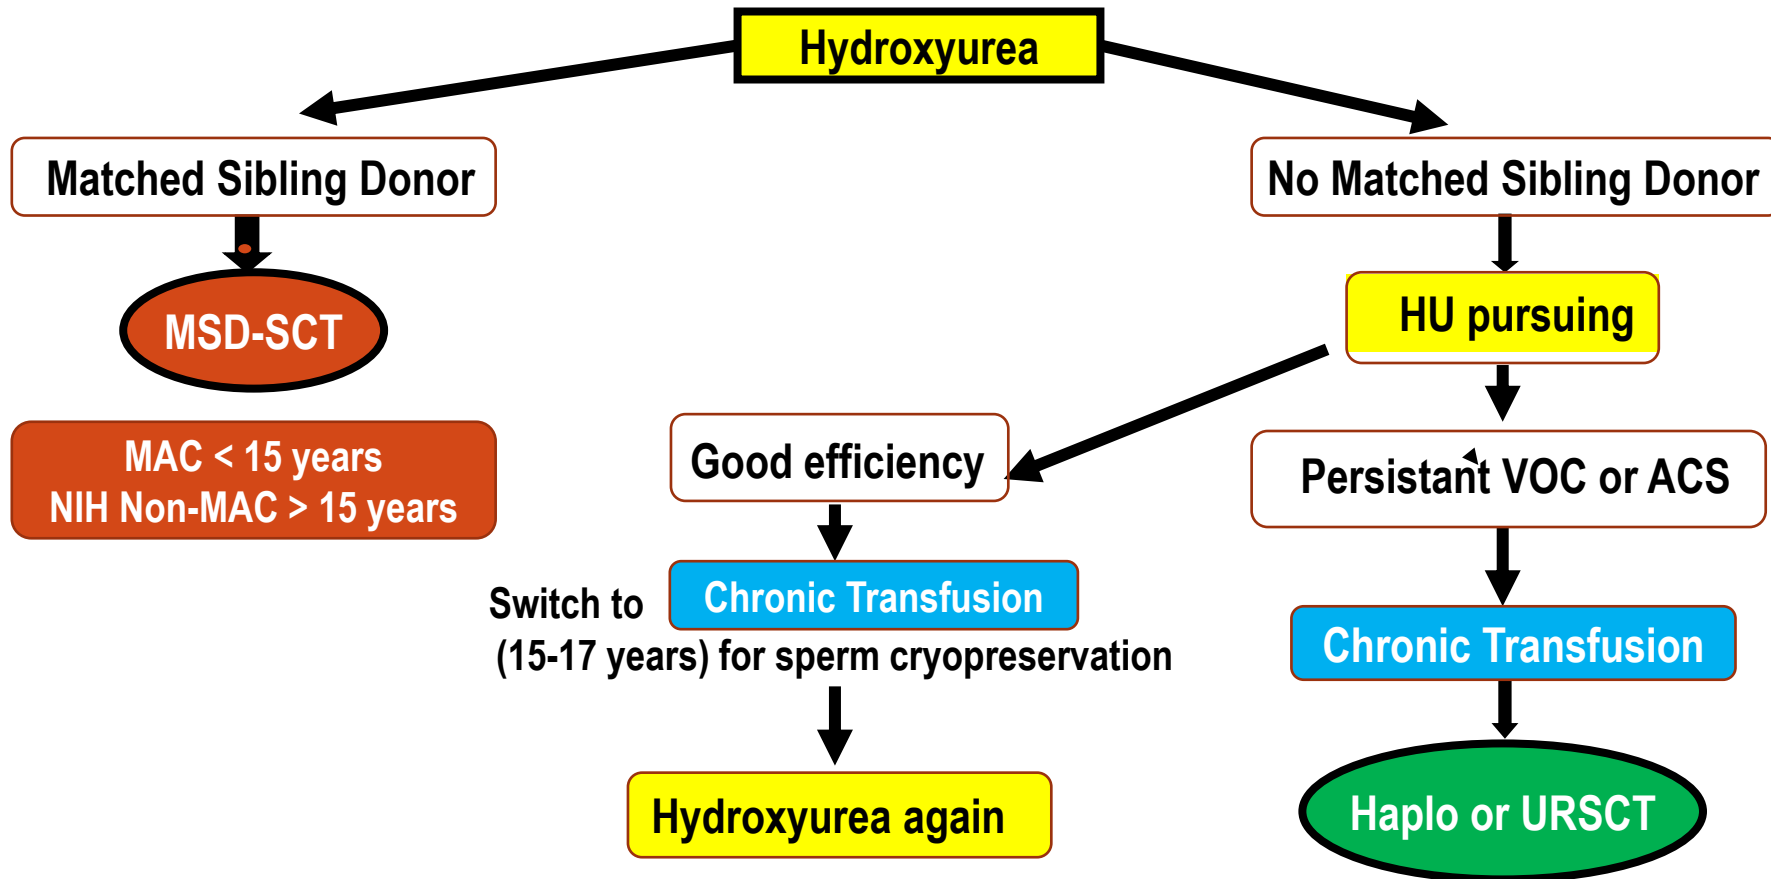 Hydroxyurea
Matched Sibling Donor
No Matched Sibling Donor
MSD-SCT
HU pursuing
MAC < 15 years
NIH Non-MAC > 15 years
Good efficiency
Persistant VOC or ACS
Switch to
Chronic Transfusion
(15-17 years) for sperm cryopreservation
Chronic Transfusion
Hydroxyurea again
Haplo or URSCT